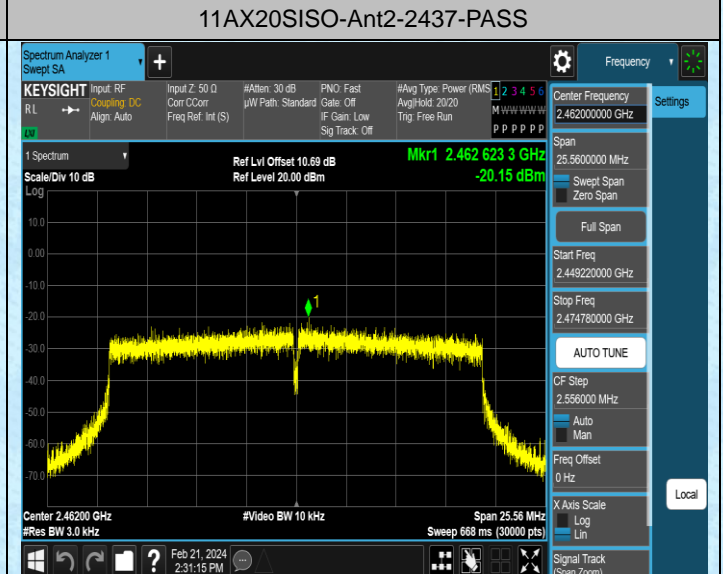 11AX20SISO-Ant2-2437-PASS
Spectrum Analyzer 1
Swept SA
+
Frequency
KEYSIGHT
RL
Input: RF
Coupling: DC
Align: Auto
Input Z: 50 Ω
Corr CCorr
Freq Ref: Int (S)
#Atten: 30 dB
µW Path: Standard
PNO: Fast
Gate: Off
IF Gain: Low
Sig Track: Off
#Avg Type: Power (RMS
Avg|Hold: 20/20
Trig: Free Run
1 2 3 4 5 6
M W W W W W
P P P P P P
1 Spectrum
Scale/Div 10 dB
Ref Lvl Offset 10.69 dB
Ref Level 20.00 dBm
Mkr1 2.462 623 3 GHz
-20.15 dBm
Log
10.0
0.00
-10.0
-20.0
-30.0
-40.0
-50.0
-60.0
-70.0
1
Center 2.46200 GHz
#Res BW 3.0 kHz
#Video BW 10 kHz
Span 25.56 MHz
Sweep 668 ms (30000 pts)
Center Frequency
2.462000000 GHz
Span
25.5600000 MHz
Swept Span
Zero Span
Full Span
Start Freq
2.449220000 GHz
Stop Freq
2.474780000 GHz
AUTO TUNE
CF Step
2.556000 MHz
Auto
Man
Freq Offset
0 Hz
X Axis Scale
Log
Lin
Signal Track
(Span Zoom)
Settings
Local
?
Feb 21, 2024
2:31:15 PM